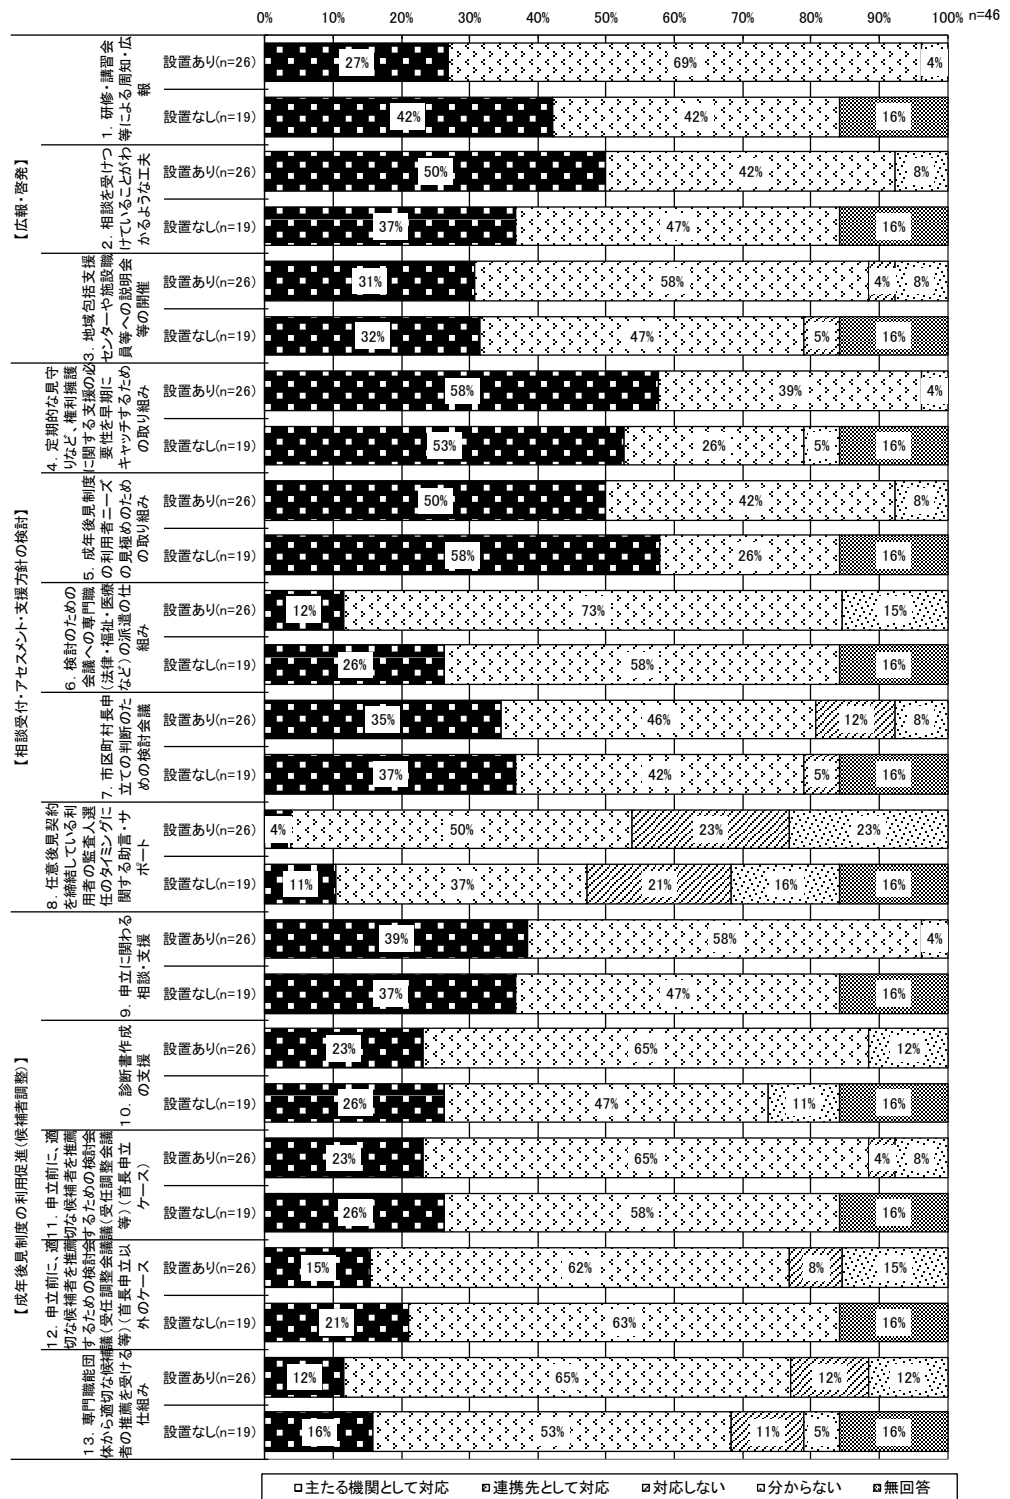 0% 10% 20% 30% 40% 50% 60% 70% 80% 90% 100% n=46
【広報・啓発】
1. 研修・講習会
等による周知・広
報
設置あり(n=26) 27% 69% 4%
設置なし(n=19) 42% 42% 16%
2. 相談を受けつ
けていることがわ
かるような工夫
設置あり(n=26) 50% 42% 8%
設置なし(n=19) 37% 47% 16%
3. 地域包括支援
センターや施設職
員等への説明会
等の開催
設置あり(n=26) 31% 58% 4% 8%
設置なし(n=19) 32% 47% 5% 16%
【相談受付・アセスメント・支援方針の検討】
4. 定期的な見守
りなど、権利擁護
に関する支援の必
要性を早期に
キャッチするため
の取り組み
設置あり(n=26) 58% 39% 4%
設置なし(n=19) 53% 26% 5% 16%
5. 成年後見制度
の利用者ニーズ
の見極めのため
の取り組み
設置あり(n=26) 50% 42% 8%
設置なし(n=19) 58% 26% 16%
6. 検討のための
会議への専門職
(法律・福祉・医療
など)の派遣の仕
組み
設置あり(n=26) 12% 73% 15%
設置なし(n=19) 26% 58% 16%
7. 市区町村長申
立ての判断のた
めの検討会議
設置あり(n=26) 35% 46% 12% 8%
設置なし(n=19) 37% 42% 5% 16%
8. 任意後見契約
を締結している利
用者の監査人選
任のタイミングに
関する助言・サ
ポート
設置あり(n=26) 4% 50% 23% 23%
設置なし(n=19) 11% 37% 21% 16% 16%
【成年後見制度の利用促進(候補者調整)】
9. 申立に関わる
相談・支援
設置あり(n=26) 39% 58% 4%
設置なし(n=19) 37% 47% 16%
10. 診断書作成
の支援
設置あり(n=26) 23% 65% 12%
設置なし(n=19) 26% 47% 11% 16%
11. 申立前に、適
切な候補者を推薦
するための検討会
議(受任調整会議
等)(首長申立
ケース)
設置あり(n=26) 23% 65% 4% 8%
設置なし(n=19) 26% 58% 16%
12. 申立前に、適
切な候補者を推薦
するための検討会
議(受任調整会議
等)(首長申立以
外のケース
設置あり(n=26) 15% 62% 8% 15%
設置なし(n=19) 21% 63% 16%
13. 専門職能団
体から適切な候補
者の推薦を受ける
仕組み
設置あり(n=26) 12% 65% 12% 12%
設置なし(n=19) 16% 53% 11% 5% 16%
主たる機関として対応 連携先として対応 対応しない 分からない 無回答